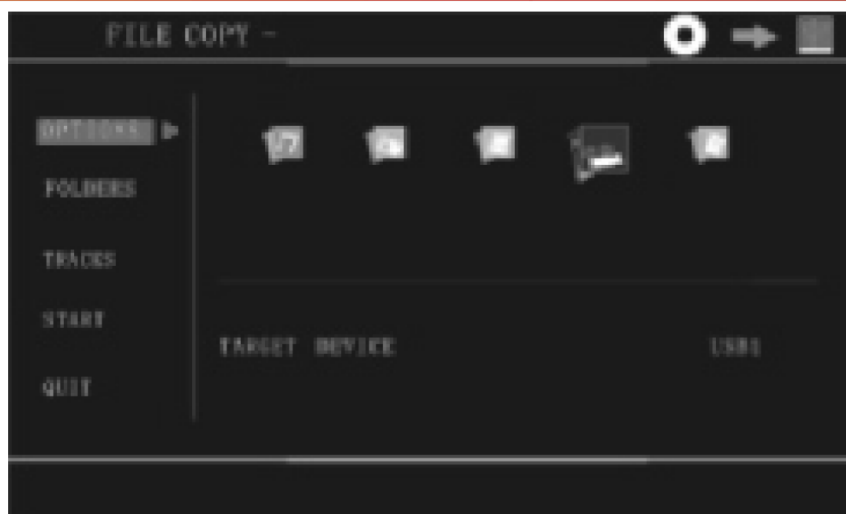 FILE COPY -
OPTIONS
FOLDERS
TRACKS
START
TARGET DEVICE USB1
QUIT